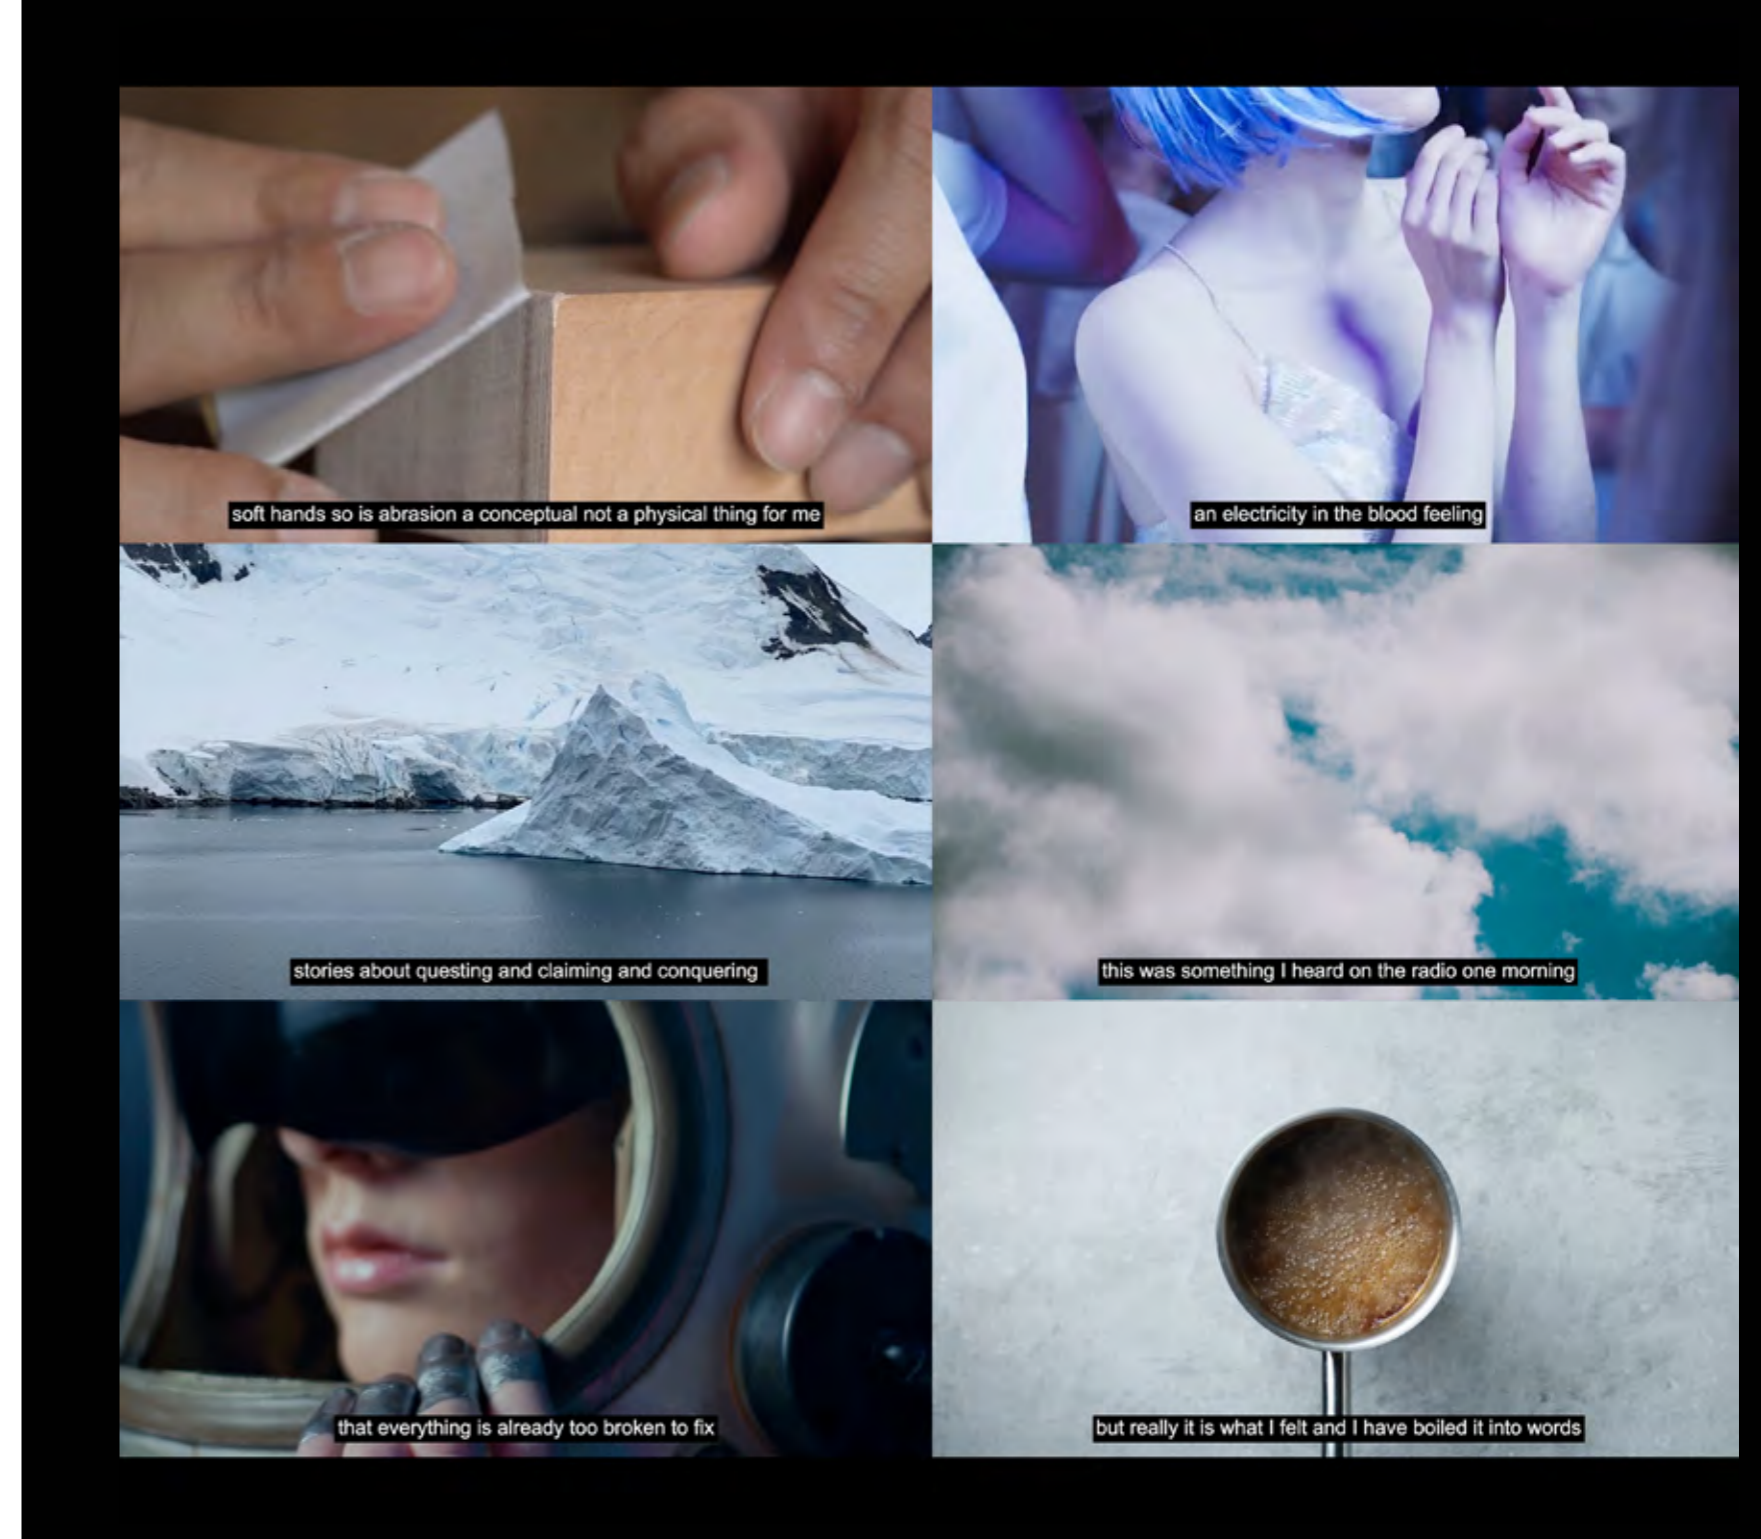 soft hands so is abrasion a conceptual not a physical thing for me
an electricity in the blood feeling
stories about questing and claiming and conquering
this was something I heard on the radio one morning
that everything is already too broken to fix
but really it is what I felt and I have boiled it into words